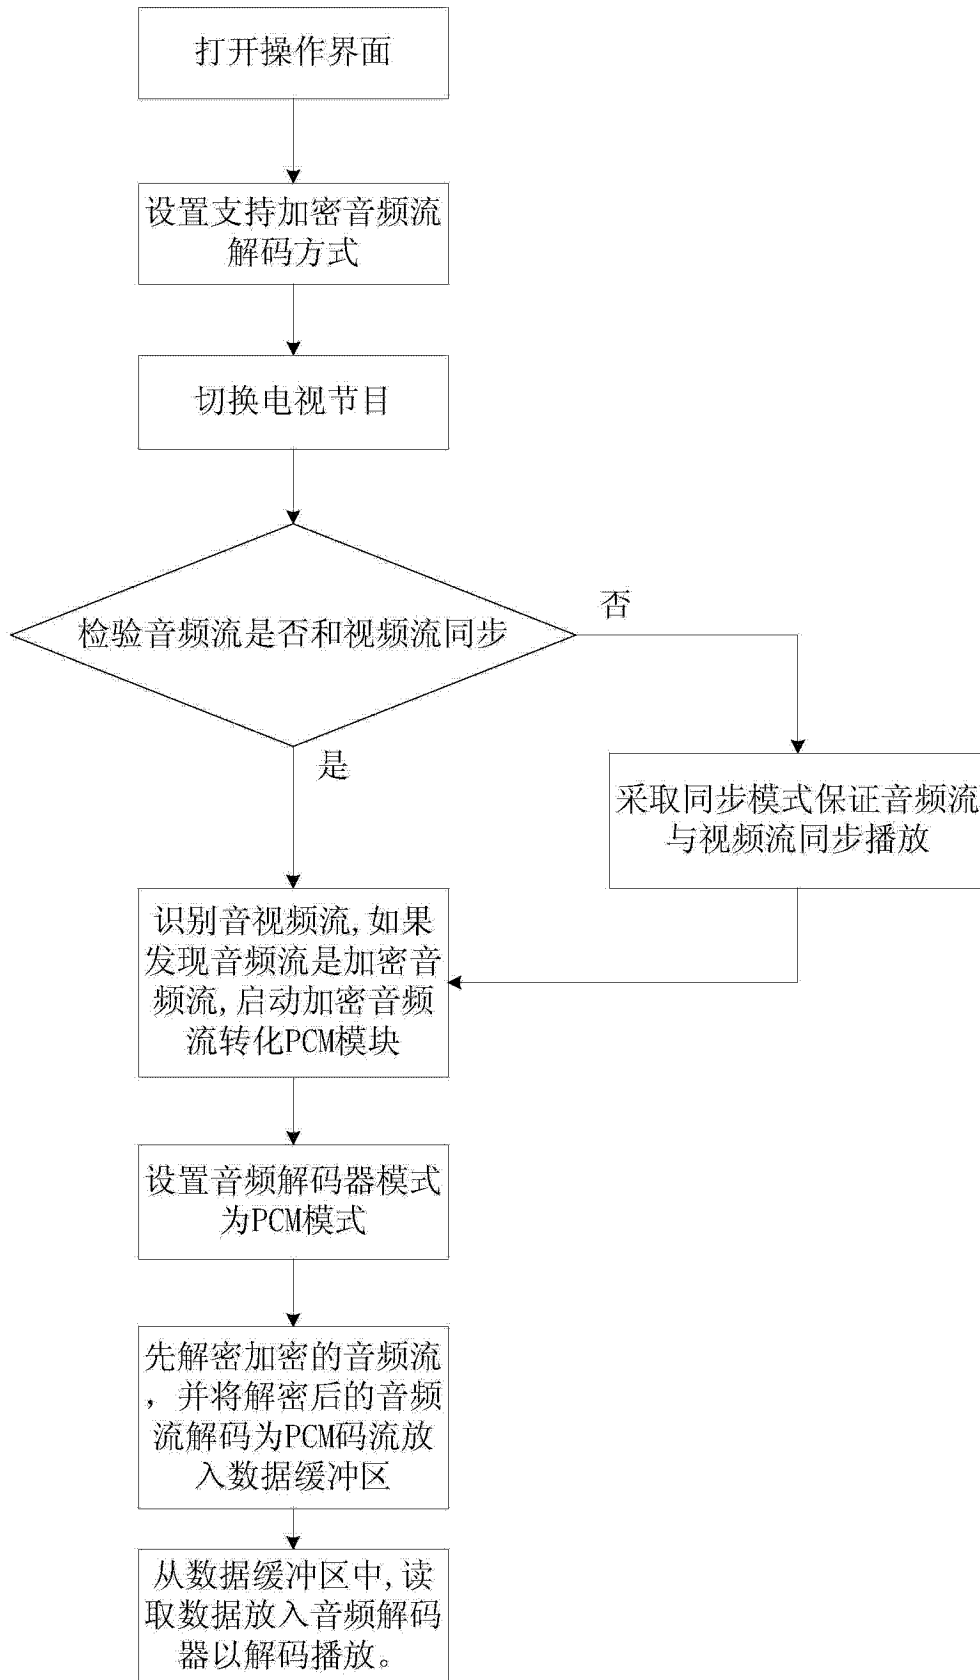 打开操作界面
设置支持加密音频流
解码方式
切换电视节目
检验音频流是否和视频流同步
否
是
采取同步模式保证音频流
与视频流同步播放
识别音视频流,如果
发现音频流是加密音
频流,启动加密音频
流转化PCM模块
设置音频解码器模式
为PCM模式
先解密加密的音频流
，并将解密后的音频
流解码为PCM码流放
入数据缓冲区
从数据缓冲区中,读
取数据放入音频解码
器以解码播放。